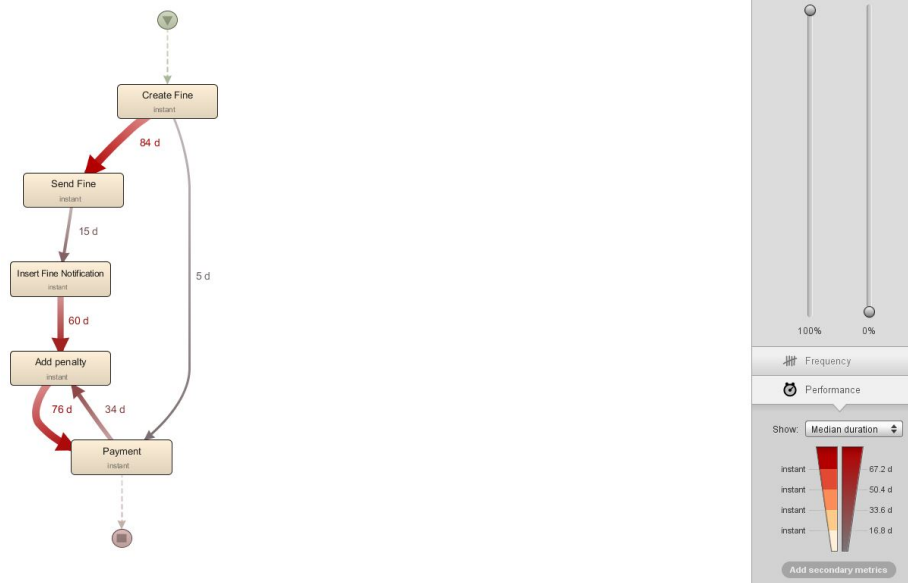 Create Fine
instant
84 d
Send Fine
instant
15 d
5 d
Insert Fine Notification
instant
60 d
Add penalty
instant
76 d
34 d
Payment
instant
100%
0%
Frequency
Performance
Show:
Median duration
instant
67.2 d
instant
50.4 d
instant
33.6 d
instant
16.8 d
Add secondary metrics